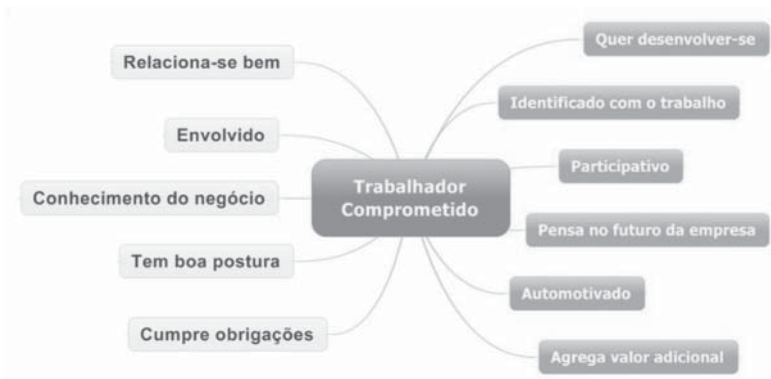 Relaciona-se bem
Envolvido
Conhecimento do negócio
Tem boa postura
Cumpre obrigações
Trabalhador
Comprometido
Quer desenvolver-se
Identificado com o trabalho
Participativo
Pensa no futuro da empresa
Automotivado
Agrega valor adicional